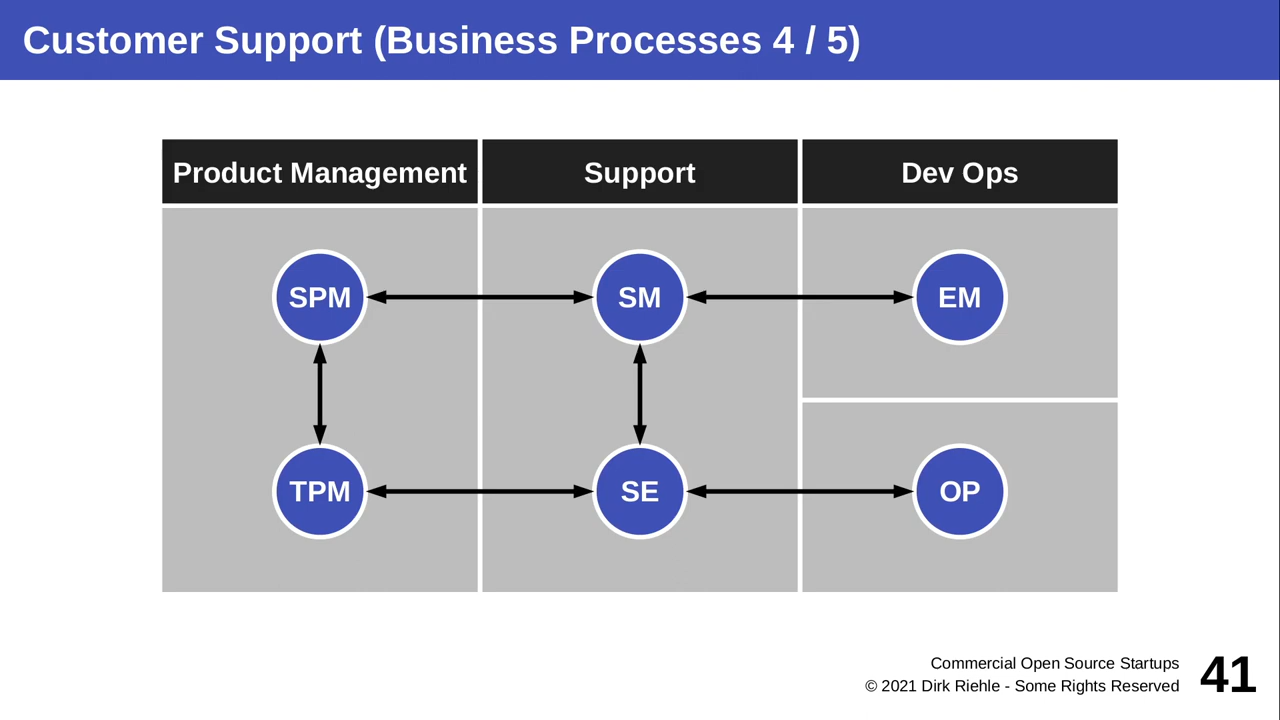 Customer Support (Business Processes 4 / 5)
Product Management
Support
Dev Ops
SPM
SM
EM
TPM
SE
OP
Commercial Open Source Startups
© 2021 Dirk Riehle - Some Rights Reserved
41